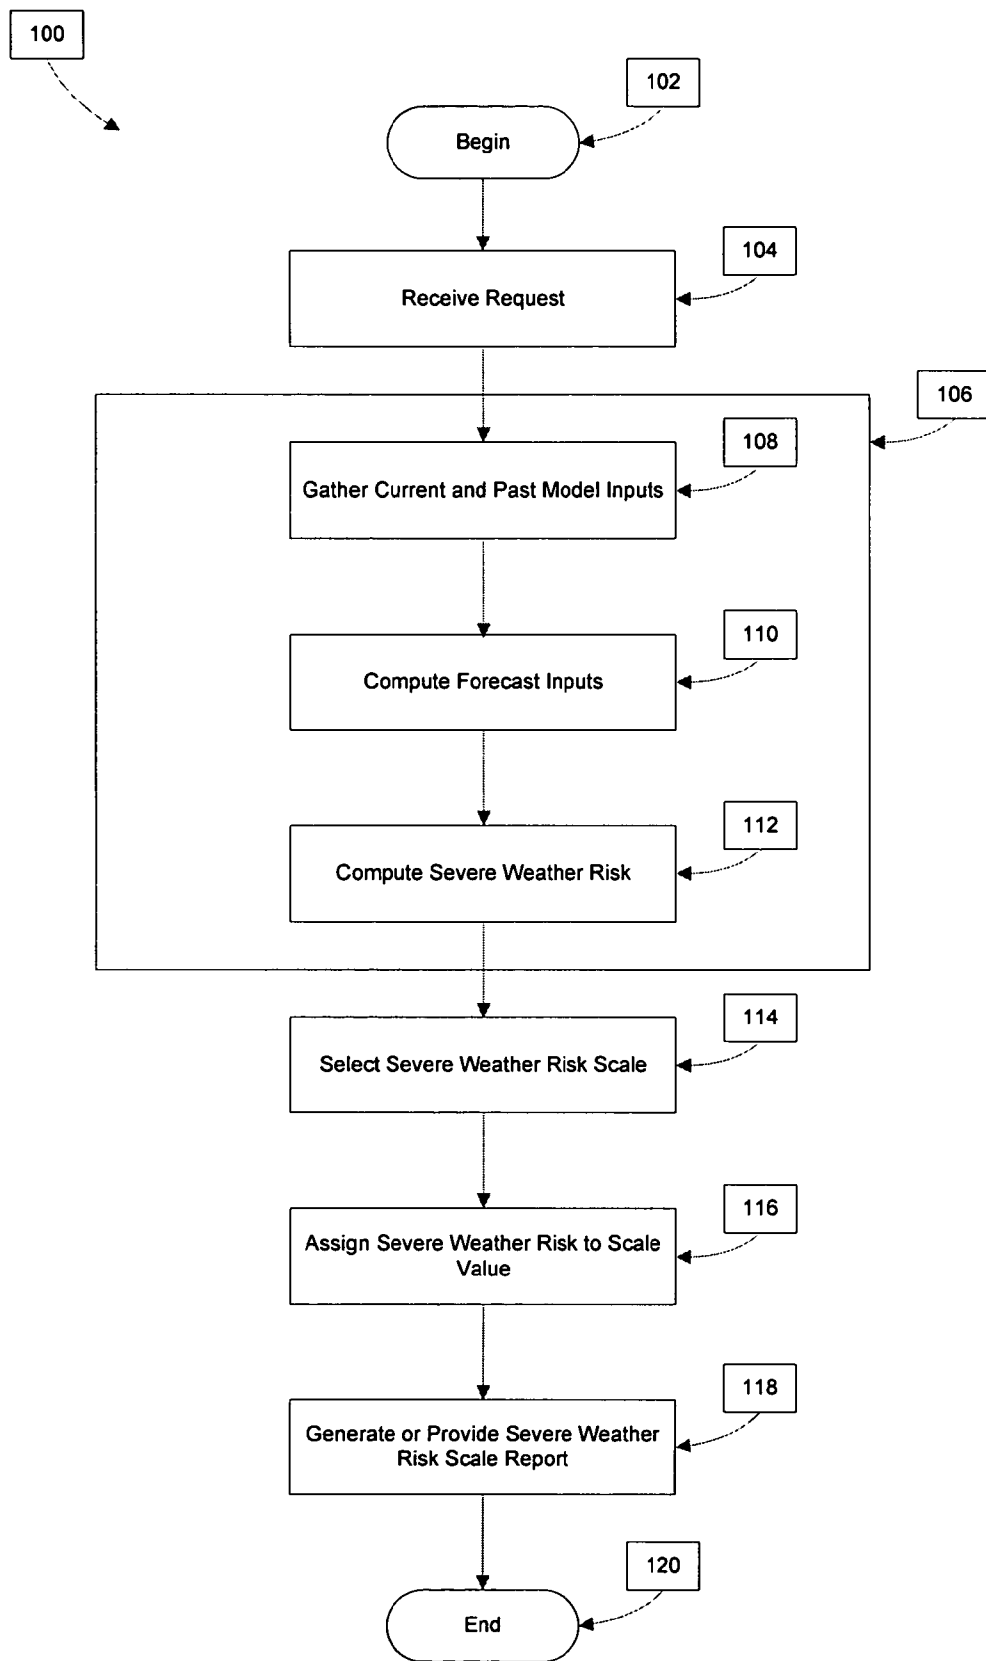 100
102
Begin
104
Receive Request
106
108
Gather Current and Past Model Inputs
110
Compute Forecast Inputs
112
Compute Severe Weather Risk
114
Select Severe Weather Risk Scale
116
Assign Severe Weather Risk to Scale
Value
118
Generate or Provide Severe Weather
Risk Scale Report
120
End